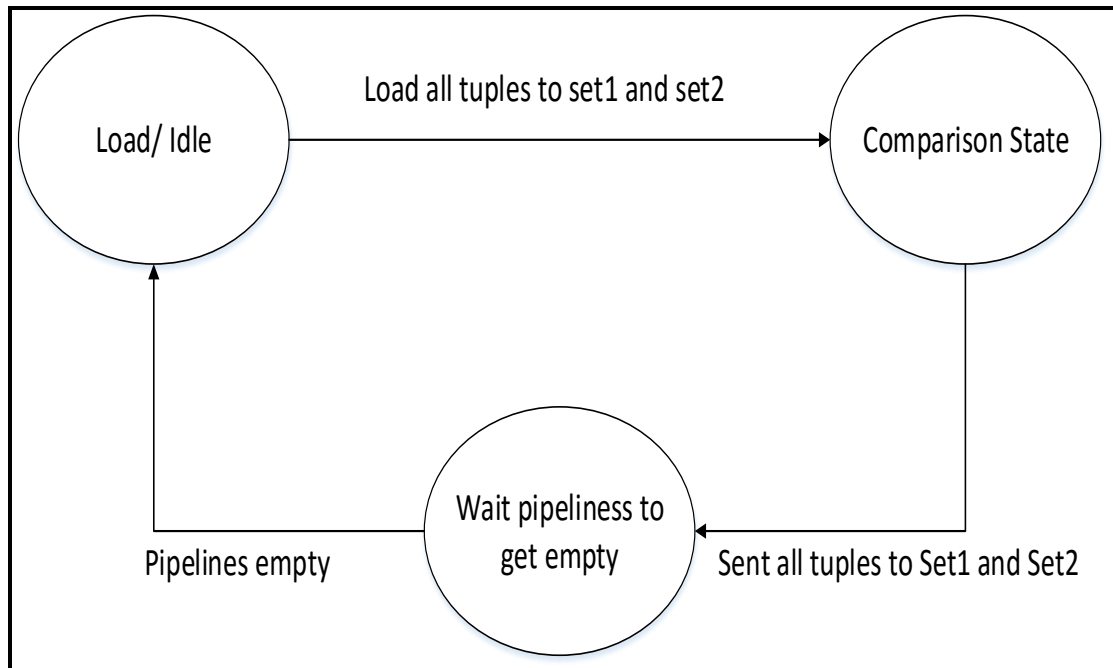 Load all tuples to set1 and set2
Load/ Idle
Comparison State
Wait pipeliness to
get empty
Pipelines empty
Sent all tuples to Set1 and Set2